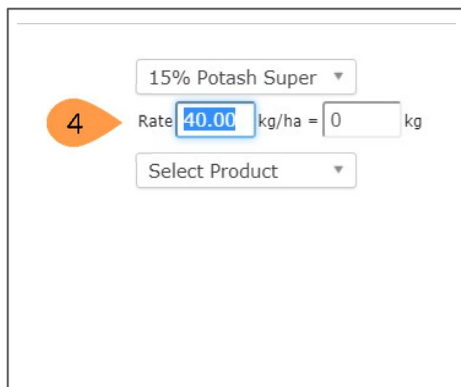 15% Potash Super
4 Rate 40.00 kg/ha = 0 kg
Select Product